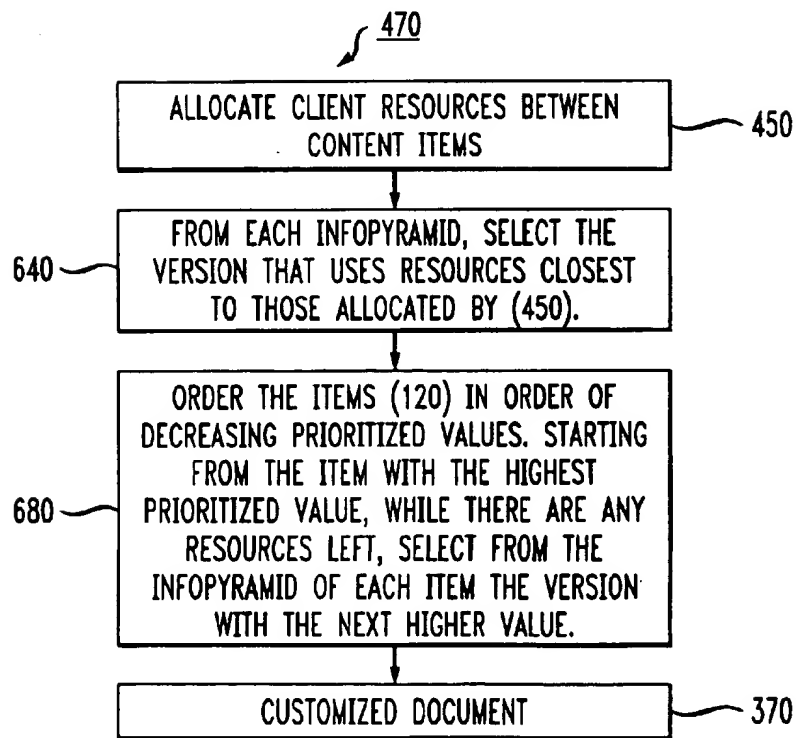 470
ALLOCATE CLIENT RESOURCES BETWEEN
CONTENT ITEMS
450
FROM EACH INFOPYRAMID, SELECT THE
VERSION THAT USES RESOURCES CLOSEST
TO THOSE ALLOCATED BY (450).
640
ORDER THE ITEMS (120) IN ORDER OF
DECREASING PRIORITIZED VALUES. STARTING
FROM THE ITEM WITH THE HIGHEST
PRIORITIZED VALUE, WHILE THERE ARE ANY
RESOURCES LEFT, SELECT FROM THE
INFOPYRAMID OF EACH ITEM THE VERSION
WITH THE NEXT HIGHER VALUE.
680
CUSTOMIZED DOCUMENT
370